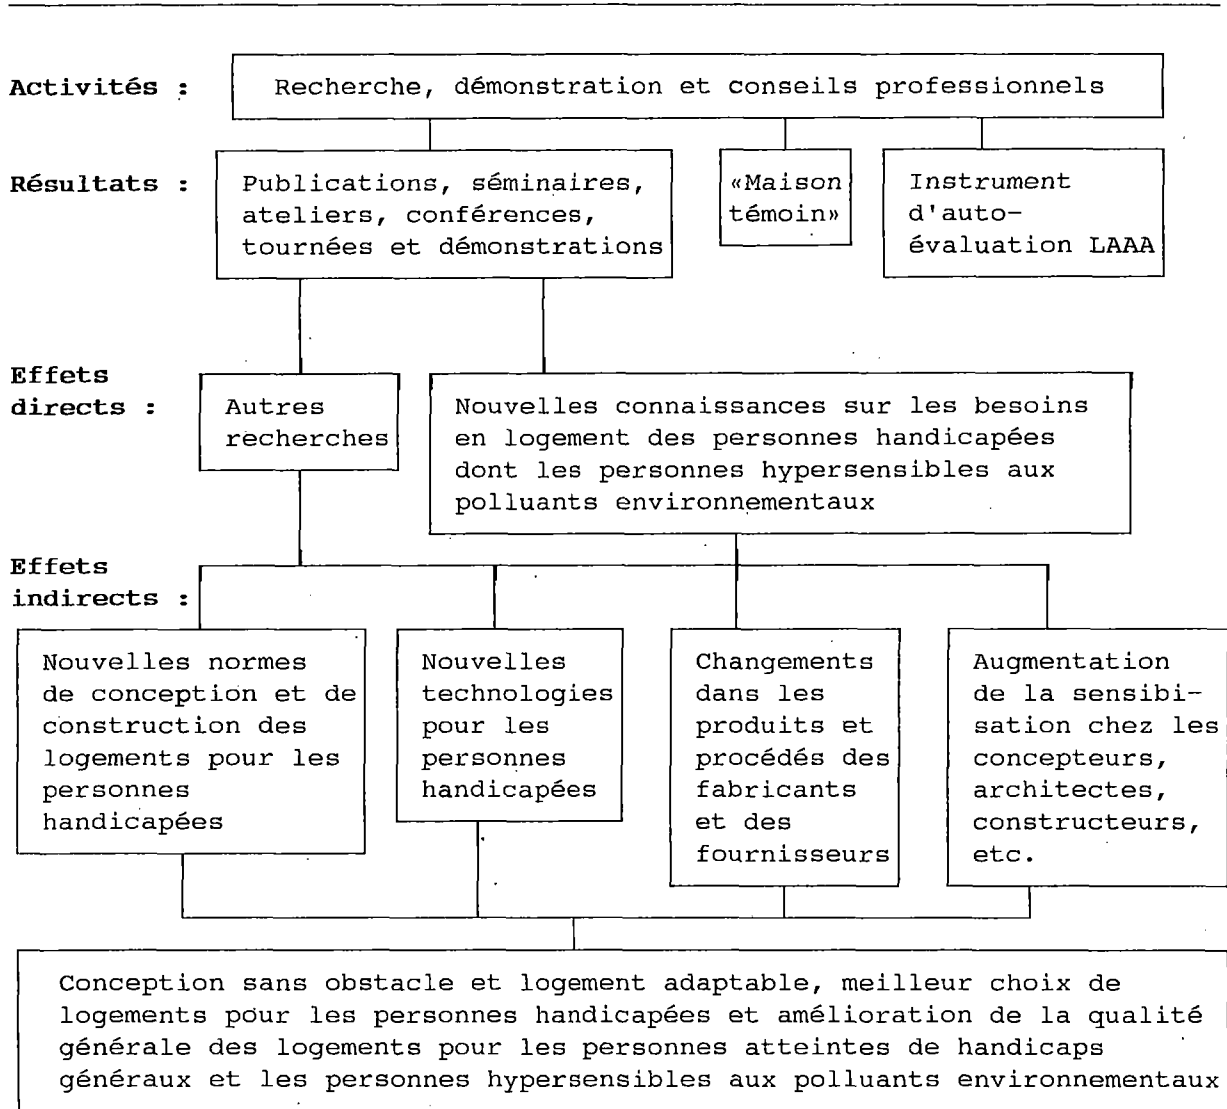 Activités :
Recherche, démonstration et conseils professionnels
Résultats :
Publications, séminaires,
ateliers, conférences,
tournées et démonstrations
«Maison
témoin»
Instrument
d'auto-
évaluation LAAA
Effets
directs :
Autres
recherches
Nouvelles connaissances sur les besoins
en logement des personnes handicapées
dont les personnes hypersensibles aux
polluants environnementaux
Effets
indirects :
Nouvelles normes
de conception et de
construction des
logements pour les
personnes
handicapées
Nouvelles
technologies
pour les
personnes
handicapées
Changements
dans les
produits et
procédés des
fabricants
et des
fournisseurs
Augmentation
de la sensibi-
sation chez les
concepteurs,
architectes,
constructeurs,
etc.
Conception sans obstacle et logement adaptable, meilleur choix de
logements pour les personnes handicapées et amélioration de la qualité
générale des logements pour les personnes atteintes de handicaps
généraux et les personnes hypersensibles aux polluants environnementaux